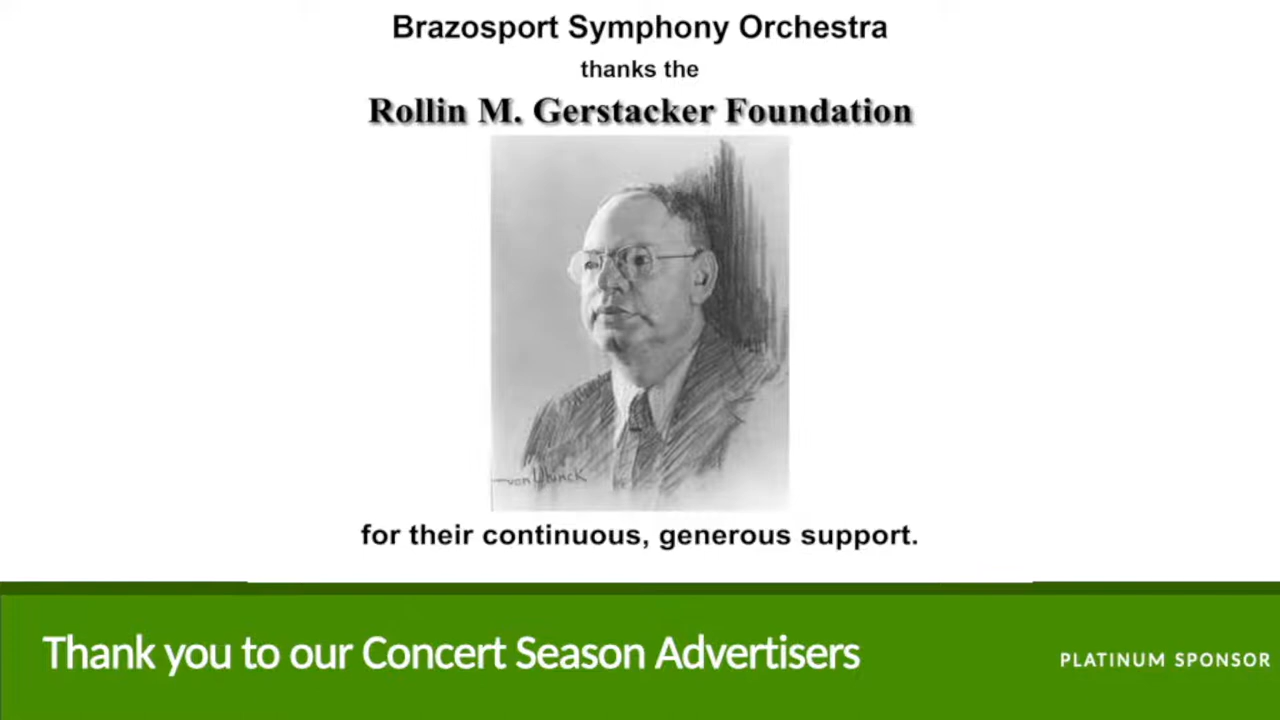 Brazosport Symphony Orchestra
thanks the
Rollin M. Gerstacker Foundation
for their continuous, generous support.
Thank you to our Concert Season Advertisers
PLATINUM SPONSOR